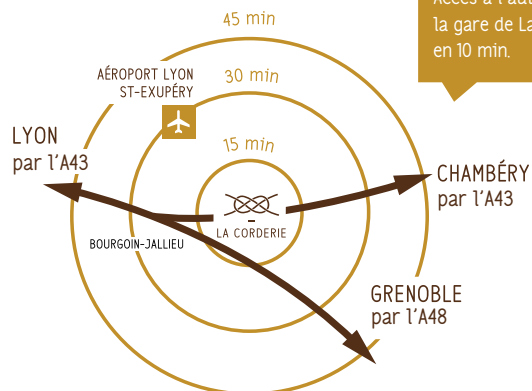 45 min
Accès à l'aut
la gare de La
en 10 min.
30 min
AÉROPORT LYON
ST-EXUPÉRY
15 min
LYON
par l'A43
CHAMBÉRY
par l'A43
LA CORDERIE
BOURGOIN-JALLIEU
GRENOBLE
par l'A48